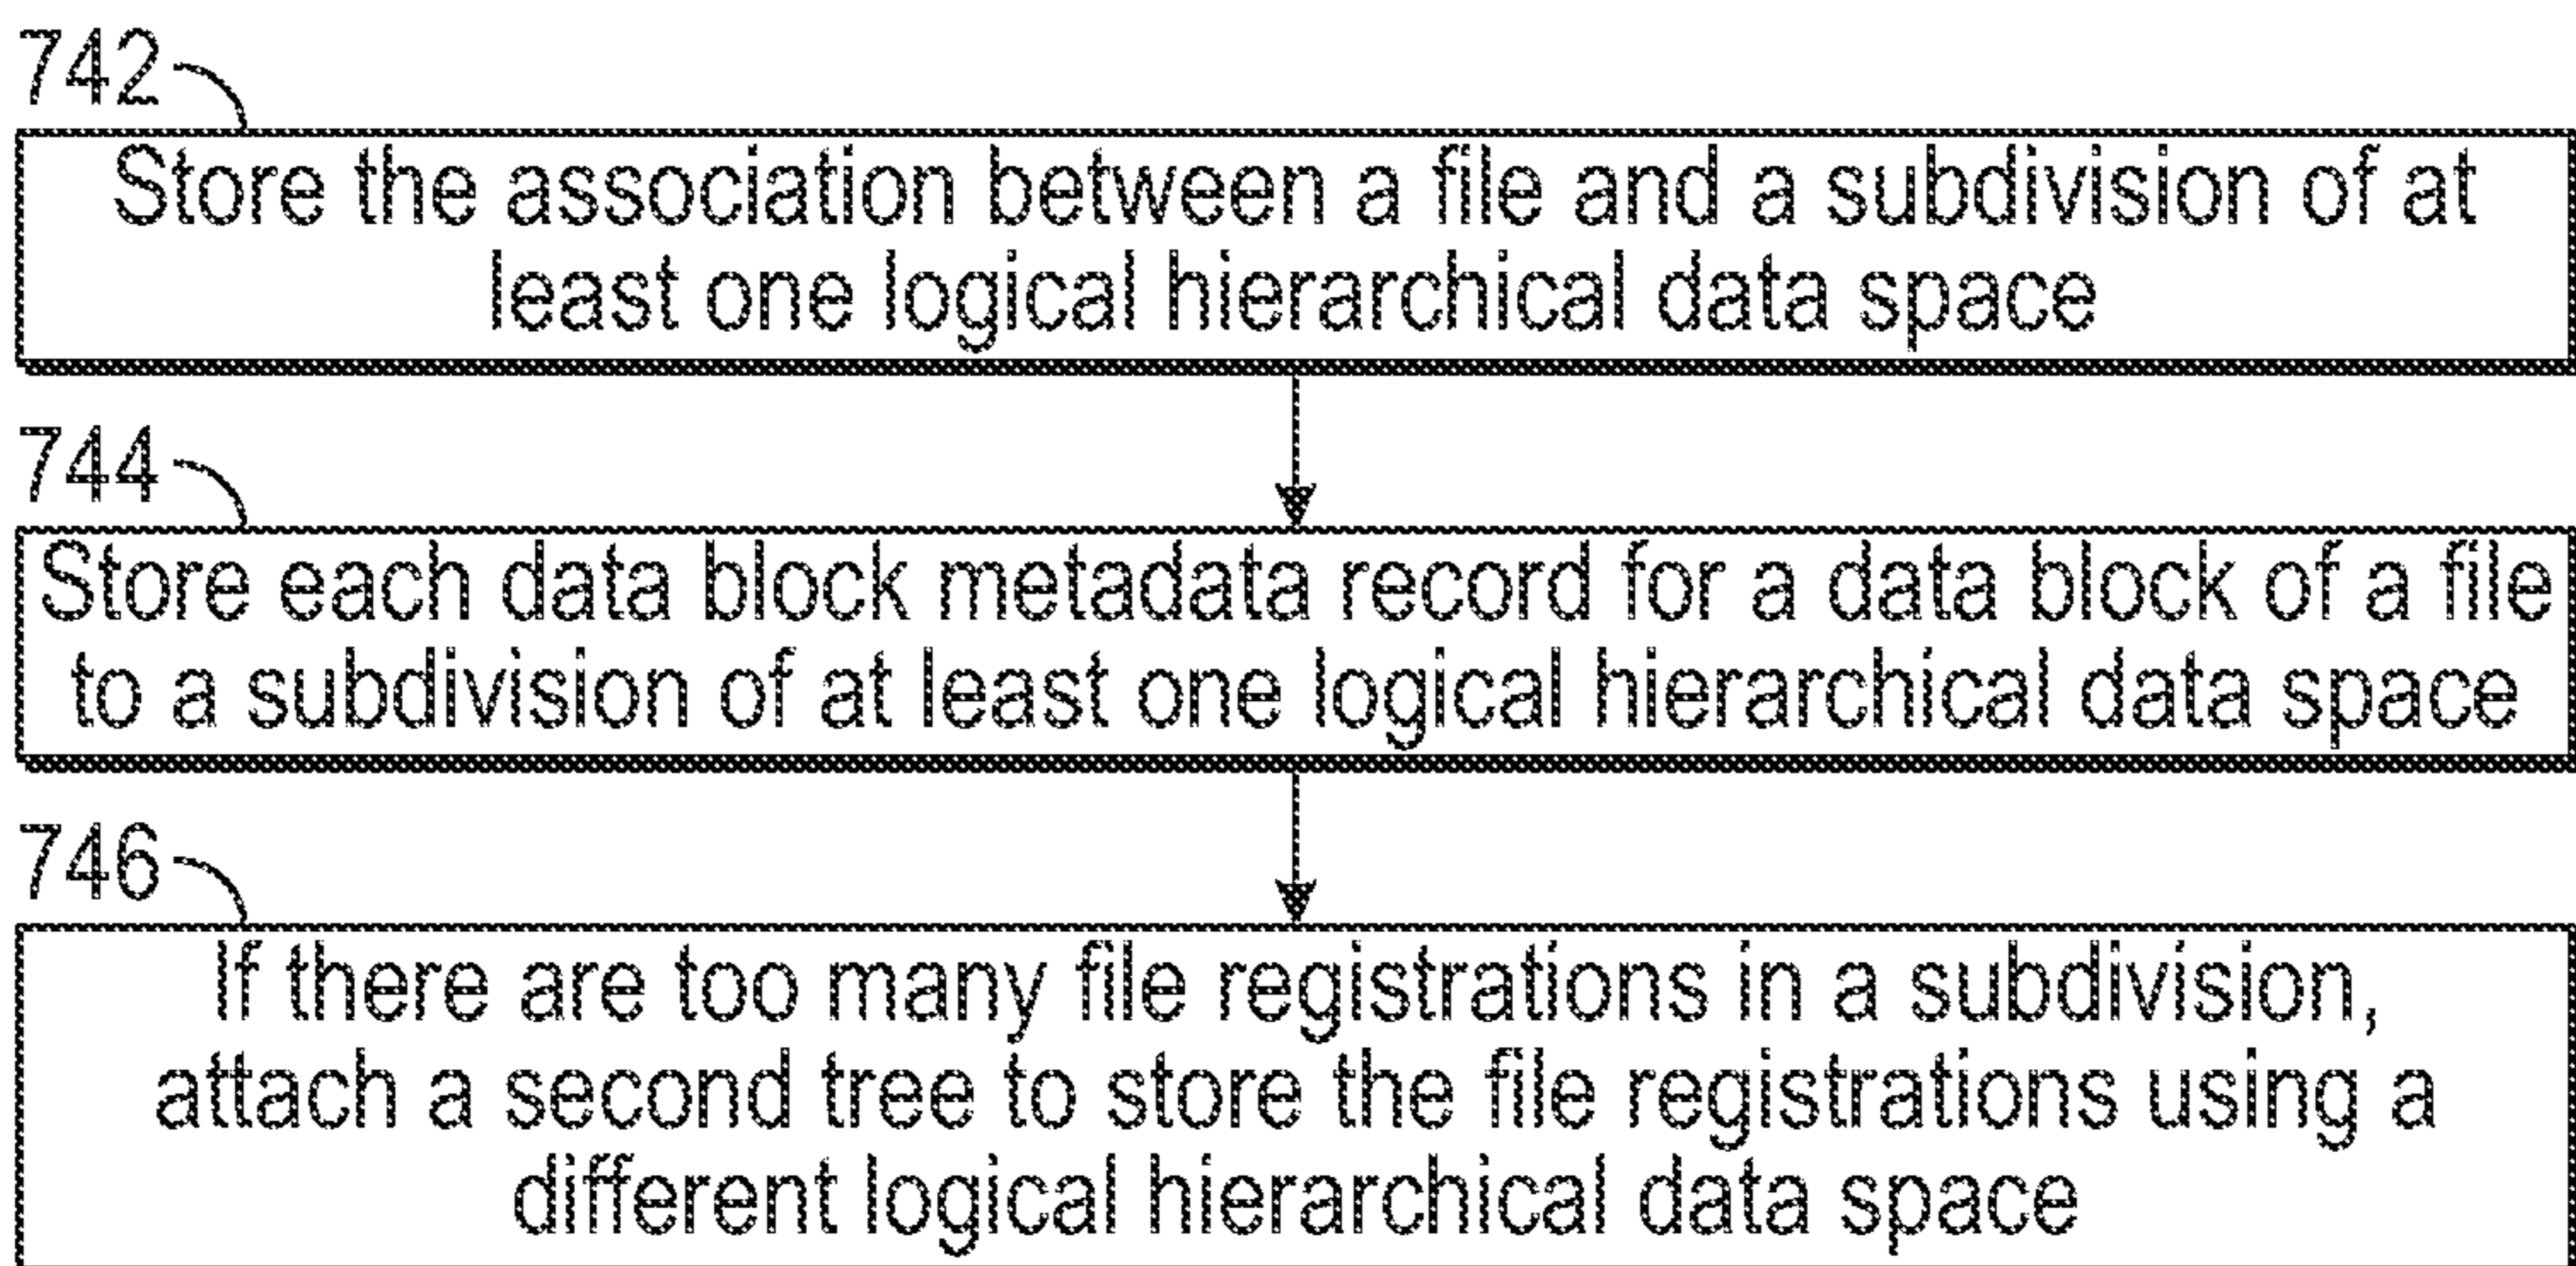 742
Store the association between a file and a subdivision of at
least one logical hierarchical data space
744
Store each data block metadata record for a data block of a file
to a subdivision of at least one logical hierarchical data space
746
If there are too many file registrations in a subdivision,
attach a second tree to store the file registrations using a
different logical hierarchical data space